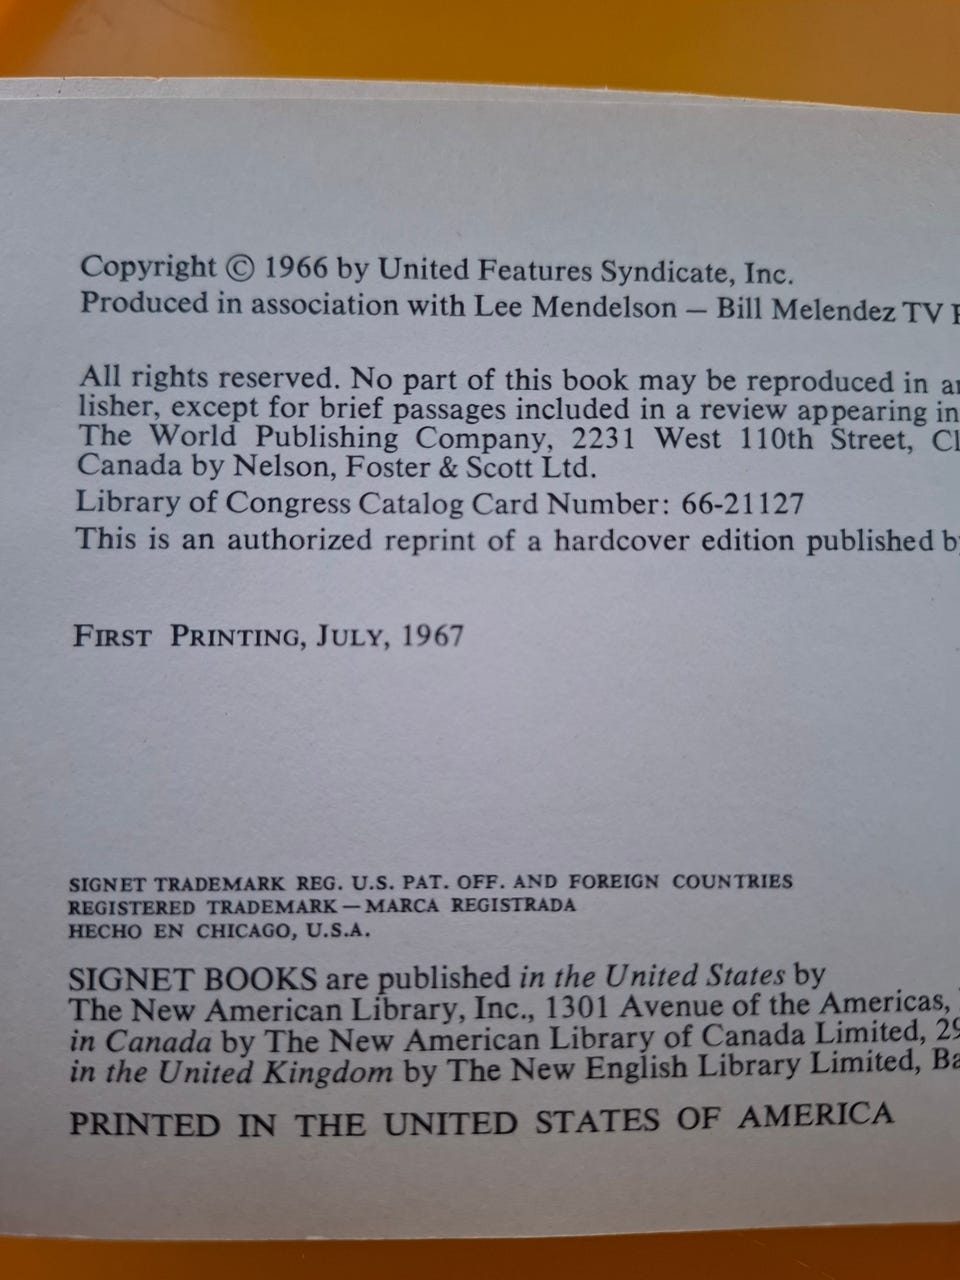 Copyright © 1966 by United Features Syndicate, Inc.
Produced in association with Lee Mendelson – Bill Melendez TV
All rights reserved. No part of this book may be reproduced in
lisher, except for brief passages included in a review appearing in
The World Publishing Company, 2231 West 110th Street,
Canada by Nelson, Foster & Scott Ltd.
Library of Congress Catalog Card Number: 66-21127
This is an authorized reprint of a hardcover edition published
FIRST PRINTING, JULY, 1967
SIGNET TRADEMARK REG. U.S. PAT. OFF. AND FOREIGN COUNTRIES
REGISTERED TRADEMARK — MARCA REGISTRADA
HECHO EN CHICAGO, U.S.A.
SIGNET BOOKS are published in the United States by
The New American Library, Inc., 1301 Avenue of the Americas,
in Canada by The New American Library of Canada Limited,
in the United Kingdom by The New English Library Limited,
PRINTED IN THE UNITED STATES OF AMERICA